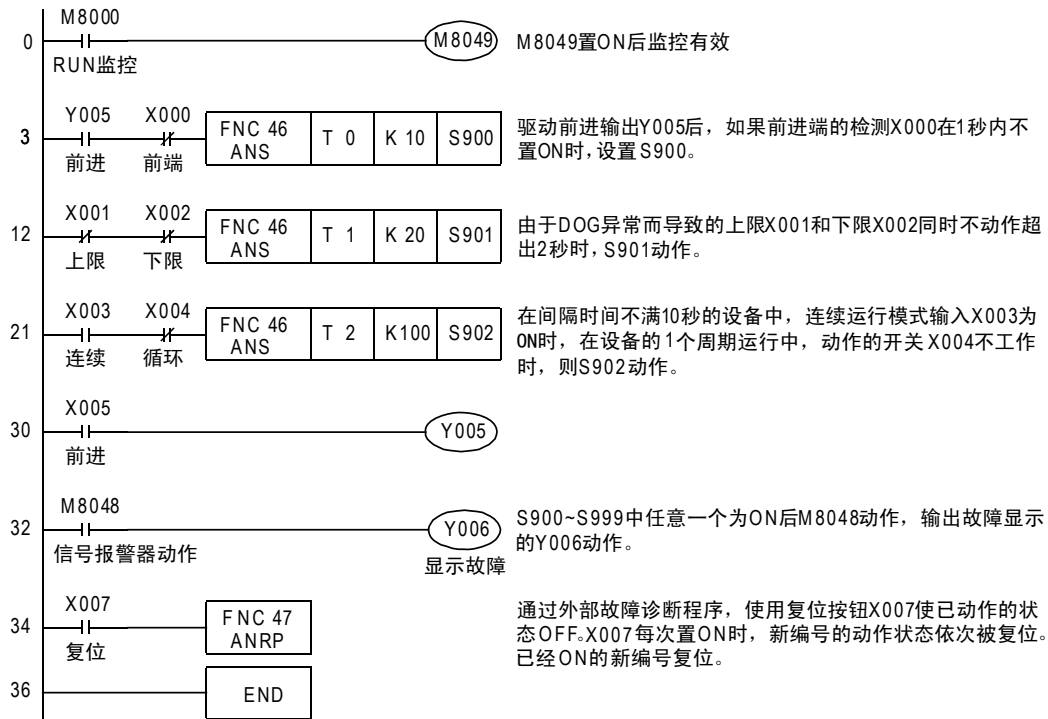 M8000
0
M8049
M8049置ON后监控有效
RUN监控
Y005 X000
3
FNC 46
ANS
T 0
K 10
S900
前进 前端
驱动前进输出Y005后，如果前进端的检测X000在1秒内不
置ON时，设置S900。
X001 X002
12
FNC 46
ANS
T 1
K 20
S901
上限 下限
由于DOG异常而导致的上限X001和下限X002同时不动作超
出2秒时，S901动作。
X003 X004
21
FNC 46
ANS
T 2
K100
S902
连续 循环
在间隔时间不满10秒的设备中，连续运行模式输入X003为
ON时，在设备的1个周期运行中，动作的开关X004不工作
时，则S902动作。
X005
30
Y005
前进
M8048
32
Y006
信号报警器动作
显示故障
S900~S999中任意一个为ON后M8048动作，输出故障显示
的Y006动作。
X007
34
FNC 47
ANRP
复位
通过外部故障诊断程序，使用复位按钮X007使已动作的状
态OFF。X007每次置ON时，新编号的动作状态依次被复位。
已经ON的新编号复位。
36
END